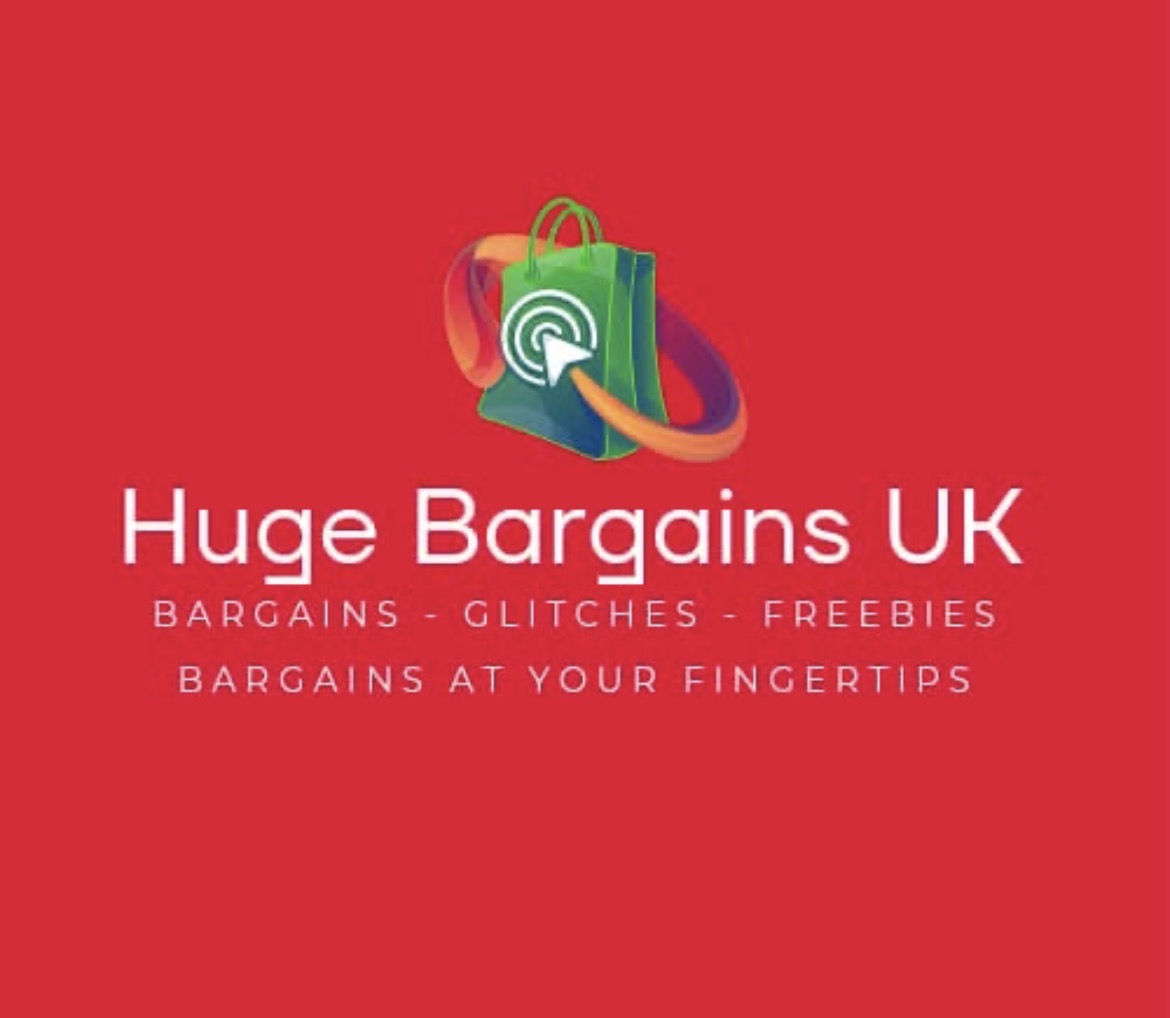 Huge Bargains UK
BARGAINS - GLITCHES - FREEBIES
BARGAINS AT YOUR FINGERTIPS